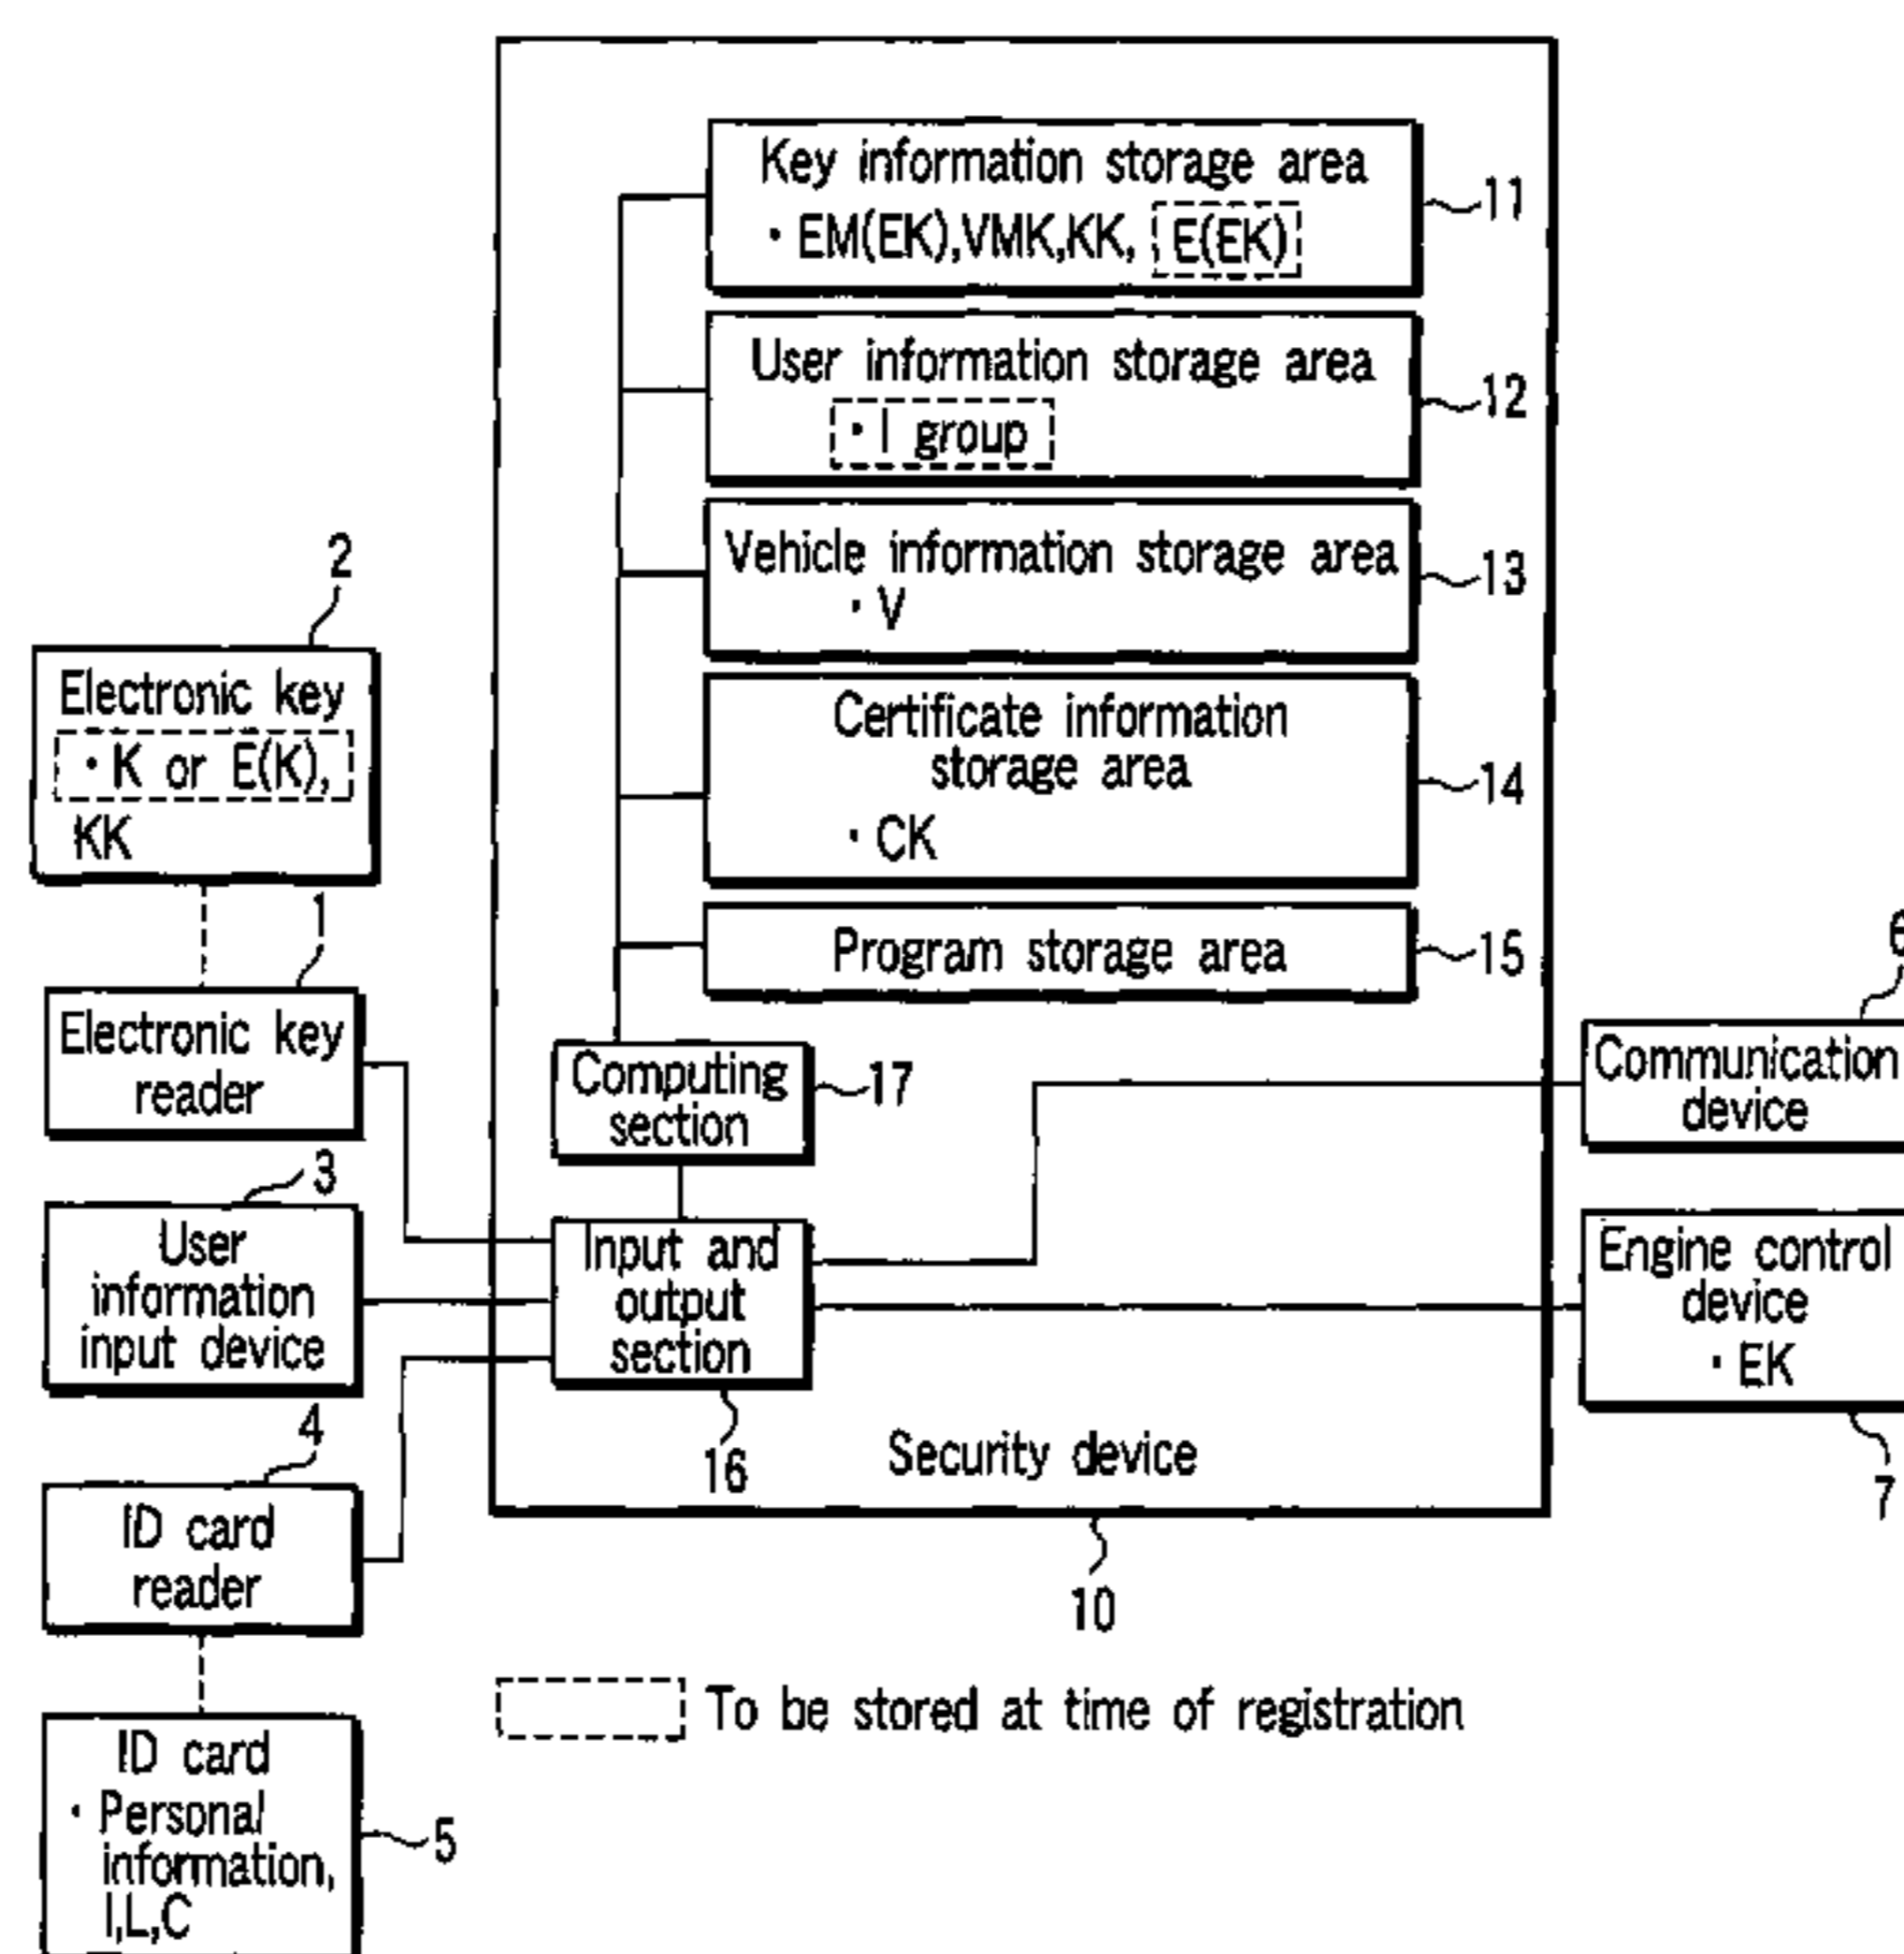 Key information storage area
· EM(EK),VMK,KK, E(EK)
11
User information storage area
· I group
12
Vehicle information storage area
· V
13
Certificate information
storage area
· CK
14
Program storage area
15
2
Electronic key
· K or E(K),
KK
1
Electronic key
reader
3
User
information
input device
4
ID card
reader
ID card
· Personal
information,
I,L,C
5
Computing
section
17
Input and
output
section
16
Security device
10
6
Communication
device
Engine control
device
· EK
7
To be stored at time of registration